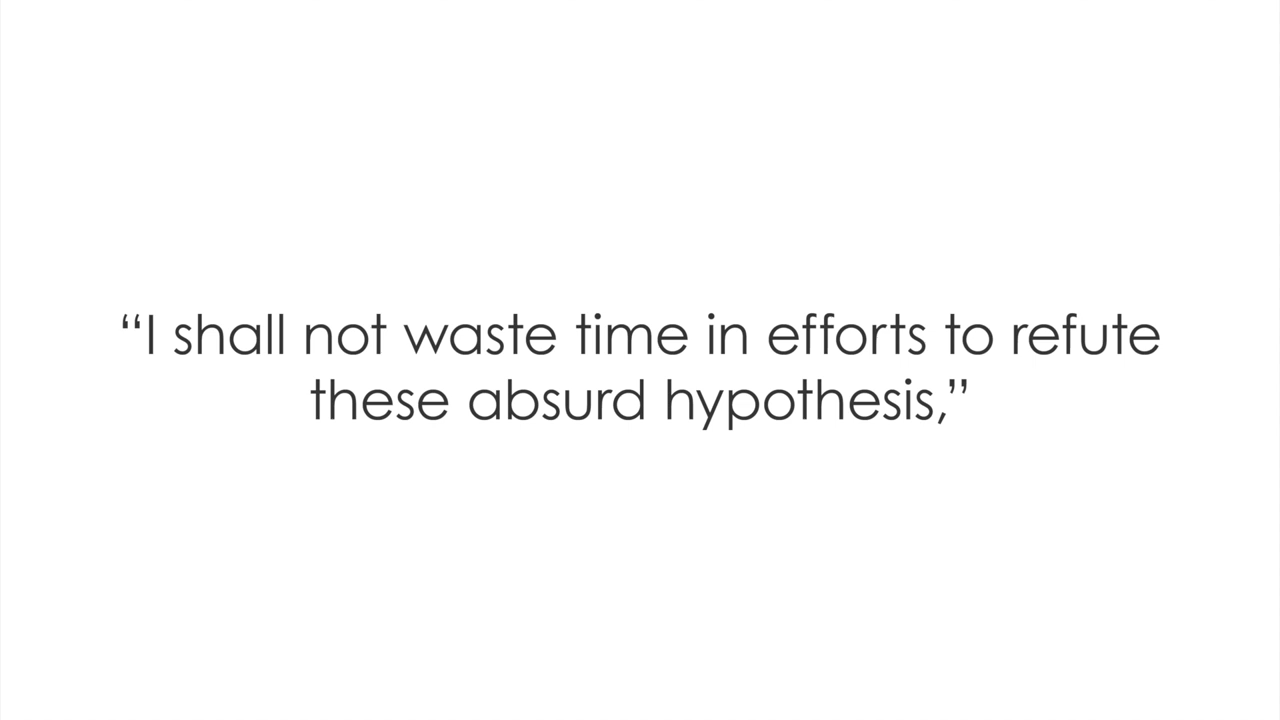 “I shall not waste time in efforts to refute
these absurd hypothesis,”